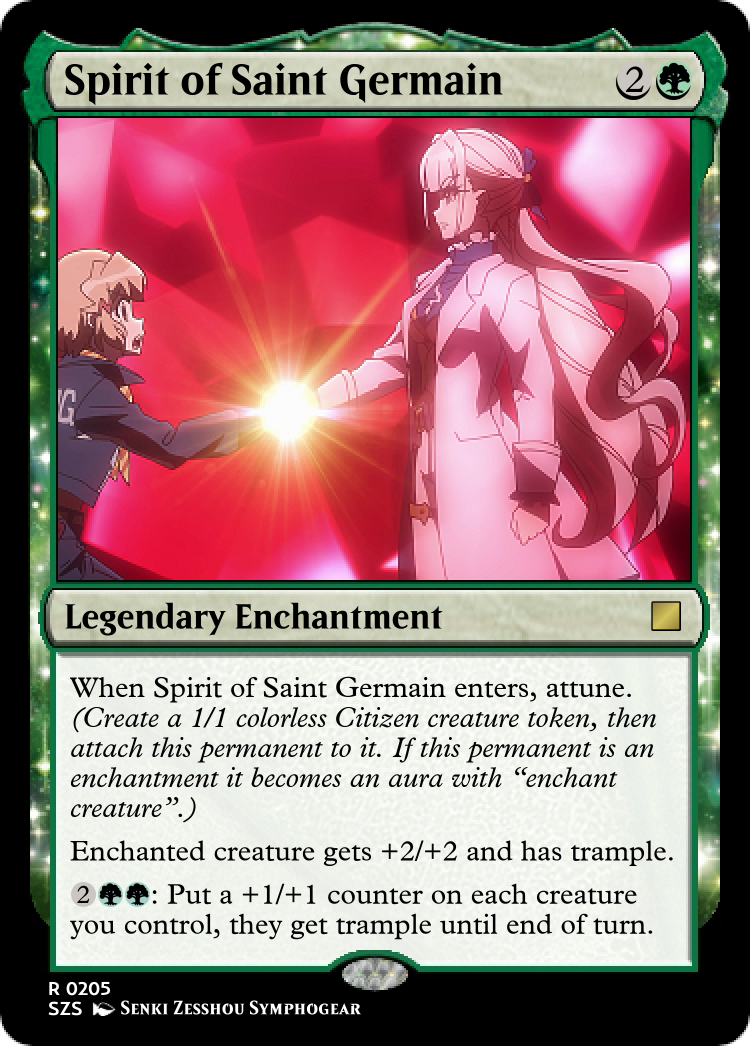 Spirit of Saint Germain 2
G
Legendary Enchantment
When Spirit of Saint Germain enters, attune.
(Create a 1/1 colorless Citizen creature token, then
attach this permanent to it. If this permanent is an
enchantment it becomes an aura with “enchant
creature”.)
Enchanted creature gets +2/+2 and has trample.
2: Put a +1/+1 counter on each creature
you control, they get trample until end of turn.
R 0205
SZS SENKI ZESSHOU SYMPHOGEAR